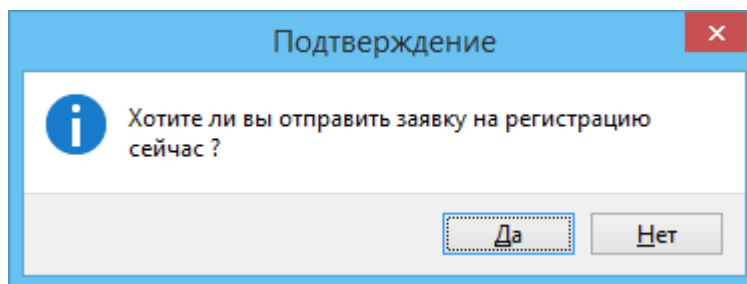 Подтверждение
Хотите ли вы отправить заявку на регистрацию
сейчас ?
Да
Нет